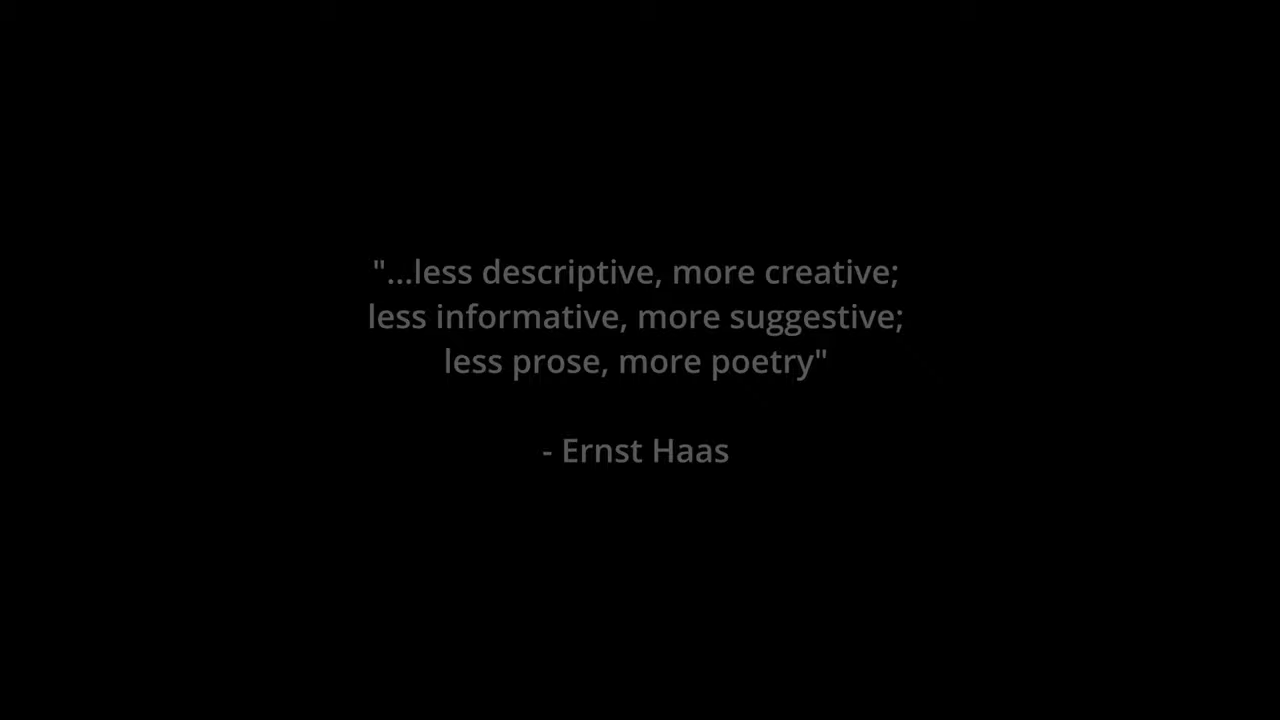 "...less descriptive, more creative;
less informative, more suggestive;
less prose, more poetry"
- Ernst Haas